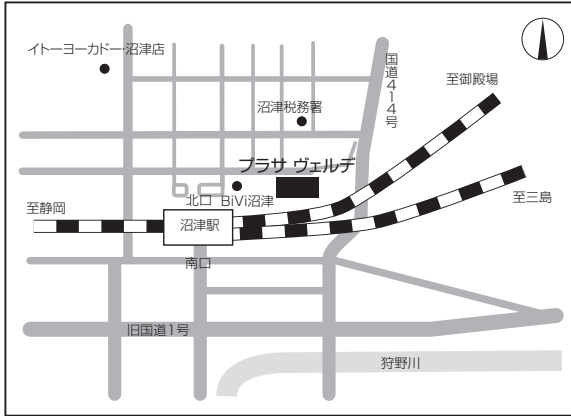 イトーヨーカドー・沼津店
国道414号
至御殿場
沼津税務署
プラサ ヴェルデ
北口 BiVi沼津
至静岡
至三島
沼津駅
南口
旧国道1号
狩野川